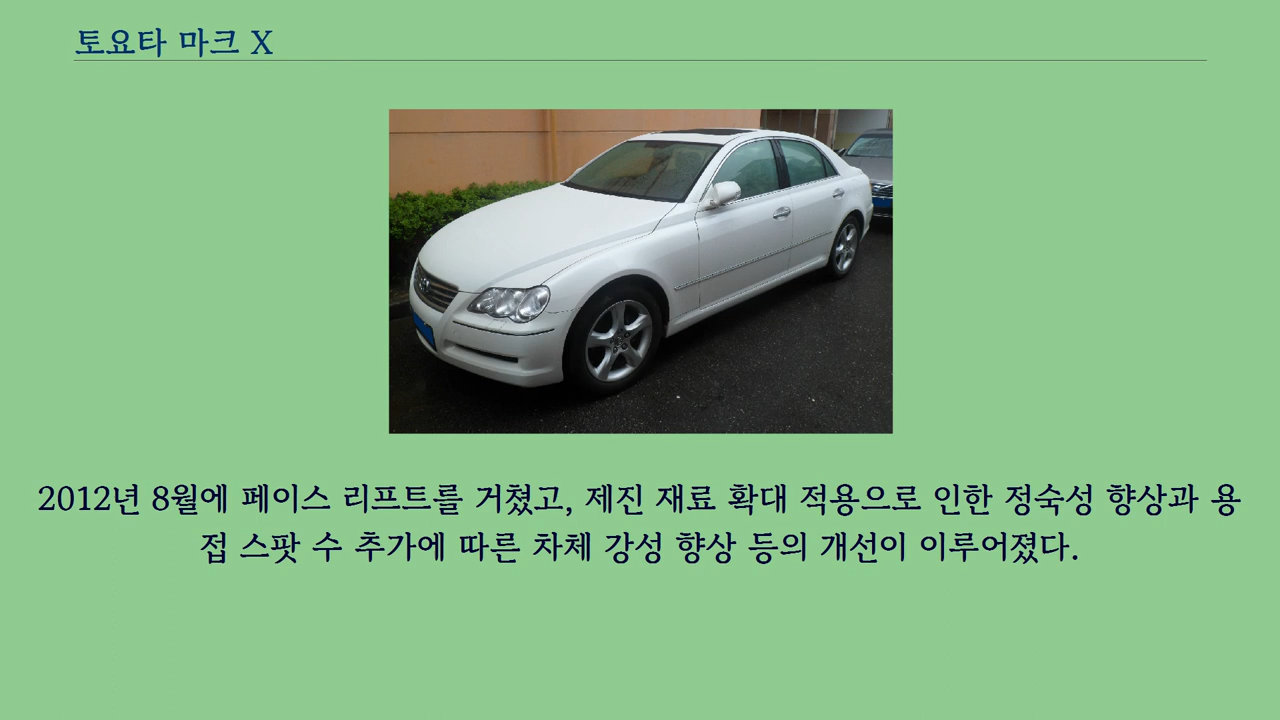 토요타 마크 X
2012년 8월에 페이스 리프트를 거쳤고, 제진 재료 확대 적용으로 인한 정숙성 향상과 용
접 스팟 수 추가에 따른 차체 강성 향상 등의 개선이 이루어졌다.